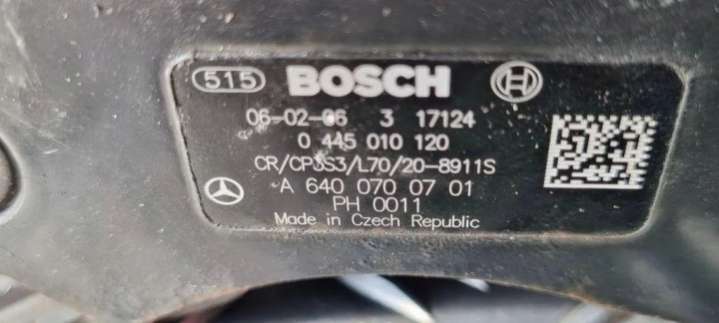 515 BOSCH
06-02-06 3 17124
0 445 010 120
CR/CP3S3/L70/20-8911S
A 640 070 07 01
PH 0011
Made in Czech Republic